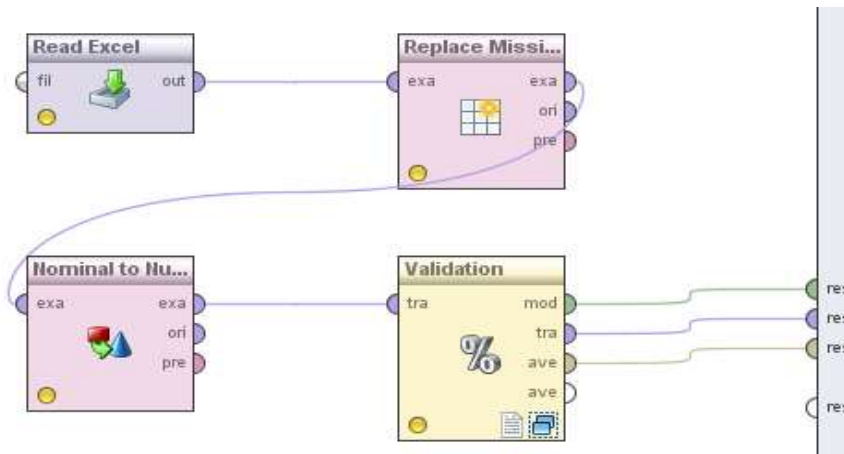 Read Excel
fil
out
Replace Missi...
exa
exa
ori
pre
Nominal to Nu...
exa
exa
ori
pre
Validation
tra
mod
tra
ave
ave
%
res
res
res
res